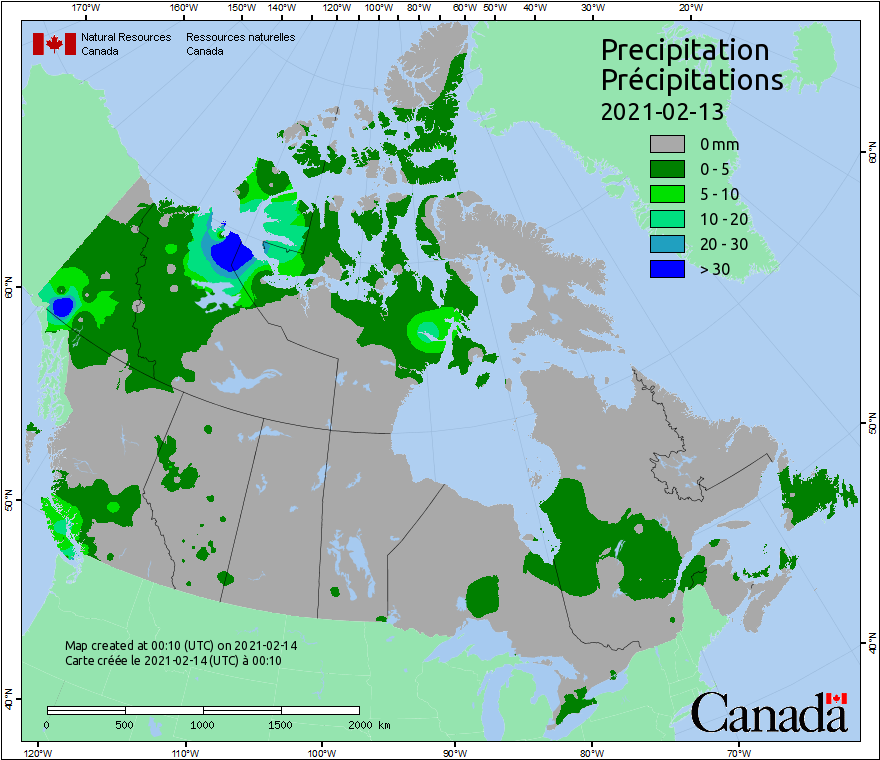 170°W 160°W 150°W 140°W 130°W 120°W 110°W 100°W 90°W 80°W 70°W 60°W 50°W 40°W 30°W 20°W
Natural Resources Ressources naturelles
Canada Canada
Precipitation
Précipitations
2021-02-13
0 mm
0 - 5
5 - 10
10 - 20
20 - 30
> 30
60°N
60°N
50°N
50°N
40°N
40°N
Map created at 00:10 (UTC) on 2021-02-14
Carte créée le 2021-02-14 (UTC) à 00:10
0 500 1000 1500 2000 km
Canada
120°W 110°W 100°W 90°W 80°W 70°W